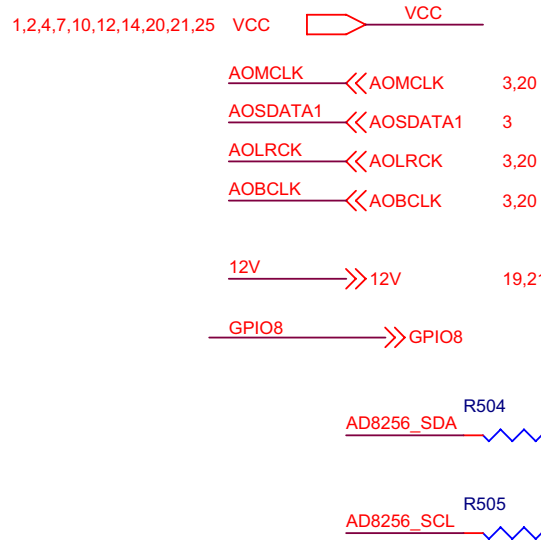 1,2,4,7,10,12,14,20,21,25 VCC VCC
AOMCLK AOMCLK 3,20
AOSDATA1 AOSDATA1 3
AOLRCK AOLRCK 3,20
AOBCLK AOBCLK 3,20
12V 12V 19,21
GPIO8 GPIO8
R504
AD8256_SDA
R505
AD8256_SCL